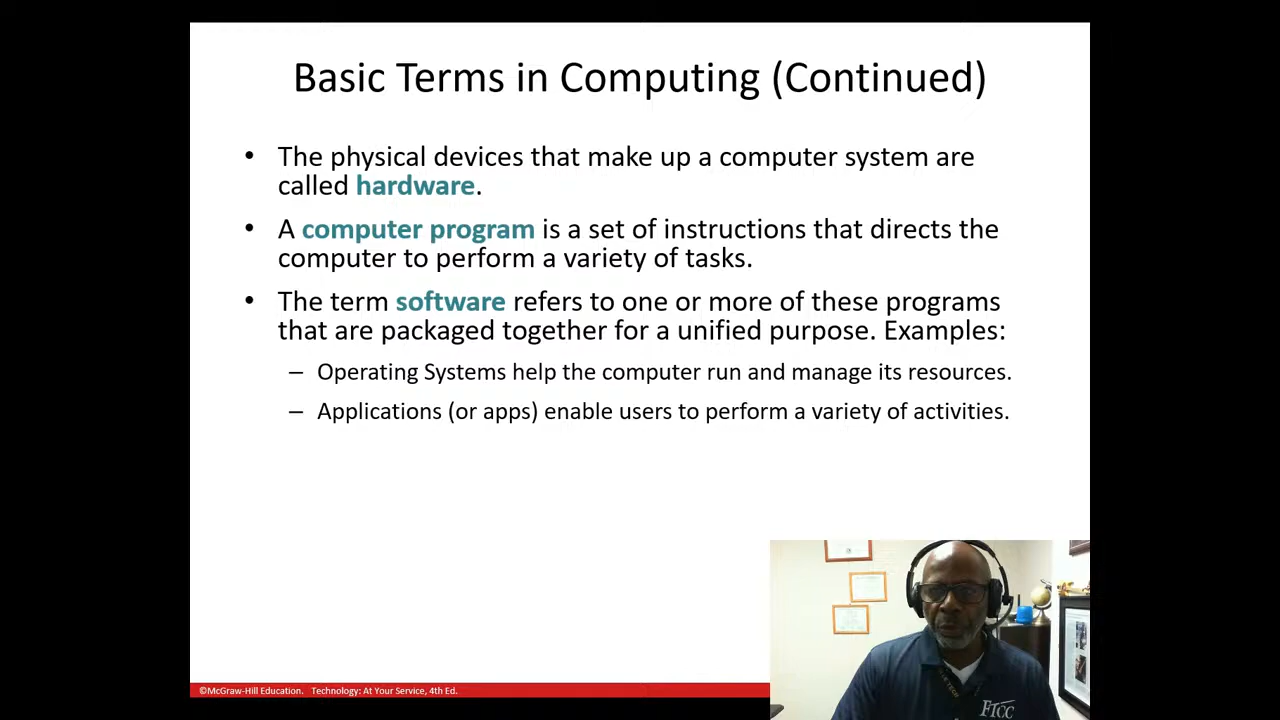 Basic Terms in Computing (Continued)
• The physical devices that make up a computer system are
called hardware.
• A computer program is a set of instructions that directs the
computer to perform a variety of tasks.
• The term software refers to one or more of these programs
that are packaged together for a unified purpose. Examples:
– Operating Systems help the computer run and manage its resources.
– Applications (or apps) enable users to perform a variety of activities.
©McGraw-Hill Education. Technology: At Your Service, 4th Ed.
FTCC